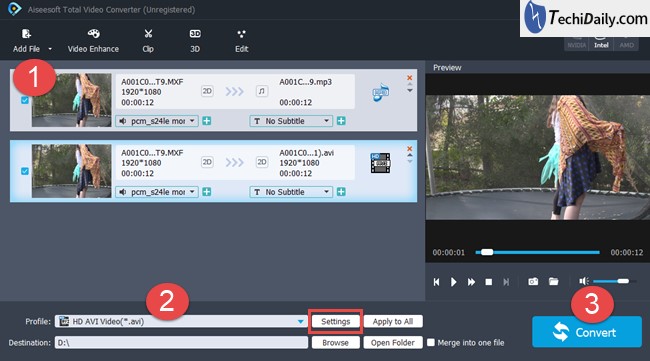 Aiseesoft Total Video Converter (Unregistered)
TechiDaily.com
Add File
Video Enhance
Clip
3D
Edit
NVIDIA
Intel
AMD
1
A001C0...T9.MXF
1920*1080
00:00:12
2D
A001C...9.mp3
00:00:12
pcm_s24le mor
T No Subtitle
A001C0...T9.MXF
1920*1080
00:00:12
2D
2D
HD
A001C0...1).avi
1920*1080
00:00:12
pcm_s24le mor
T No Subtitle
Preview
00:00:01
00:00:12
2
3
Profile:
HD AVI Video(*.avi)
Settings
Apply to All
Convert
Destination:
D:\
Browse
Open Folder
Merge into one file